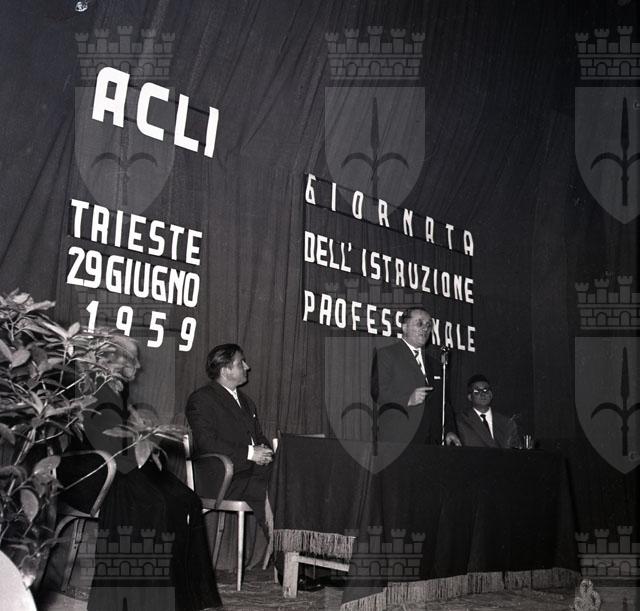 ACLI
TRIESTE
29 GIUGNO
1959
GIORNATA
DELL' ISTRUZIONE
PROFESSIONALE